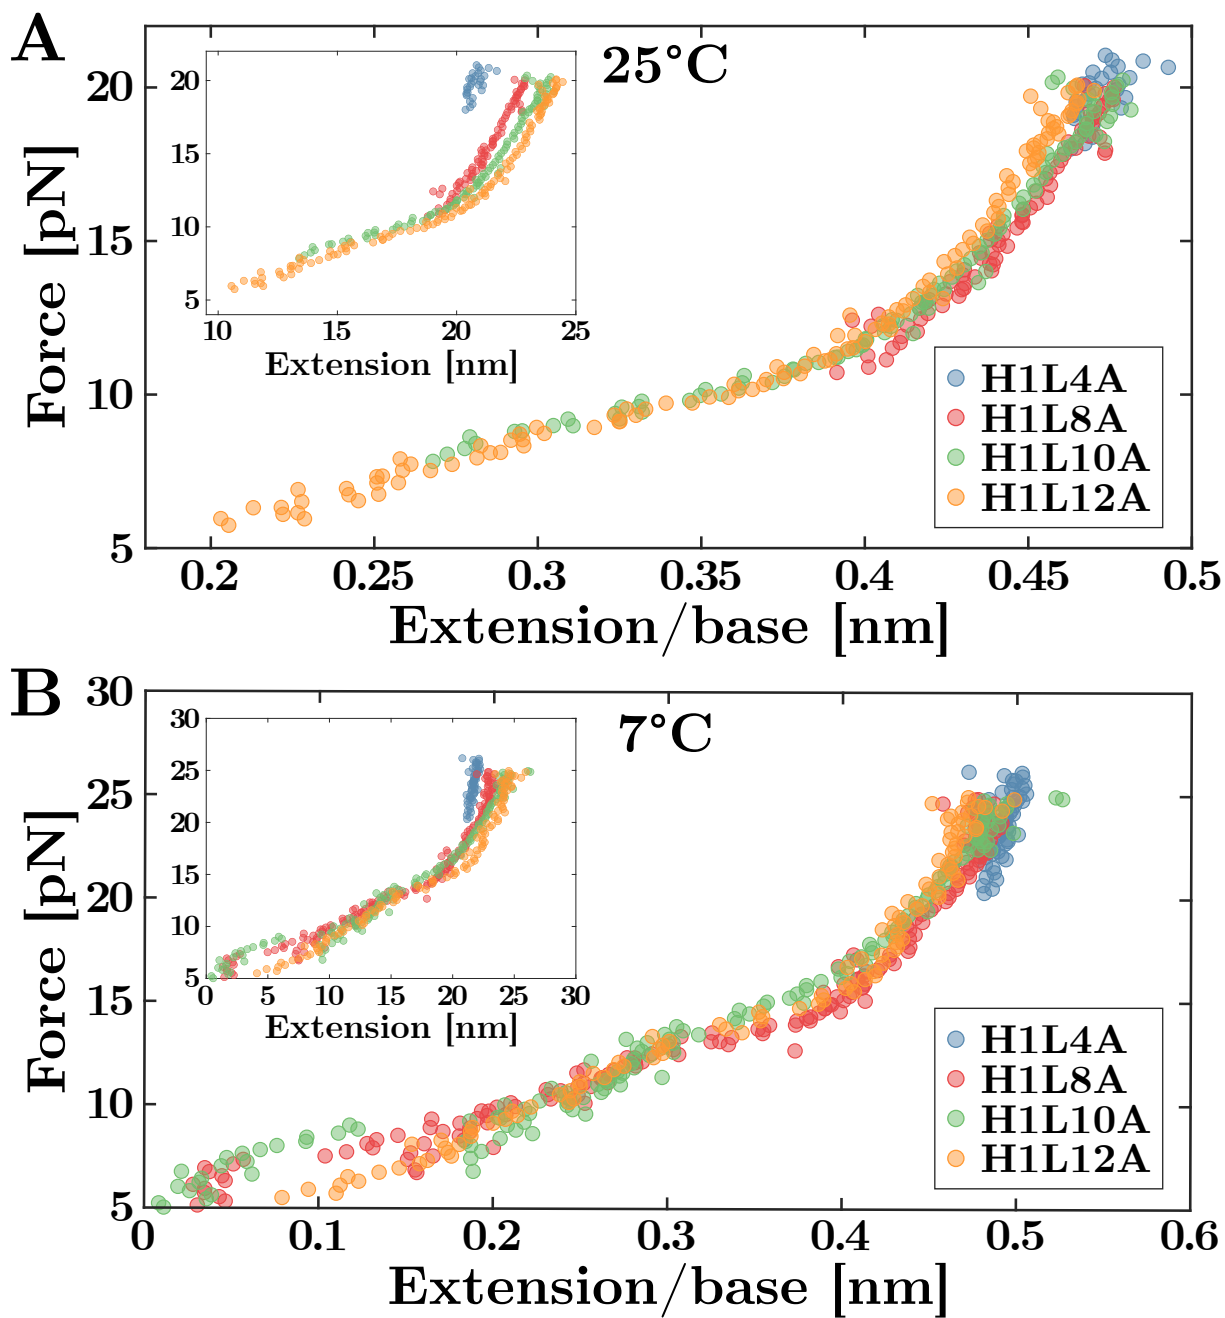 A
25°C
Force [pN]
20
15
10
5
0.2 0.25 0.3 0.35 0.4 0.45 0.5
Extension/base [nm]
20
15
10
5
10 15 20 25
Extension [nm]
H1L4A
H1L8A
H1L10A
H1L12A
B
7°C
Force [pN]
30
25
20
15
10
5
0 0.1 0.2 0.3 0.4 0.5 0.6
Extension/base [nm]
30
25
20
15
10
5
0 5 10 15 20 25 30
Extension [nm]
H1L4A
H1L8A
H1L10A
H1L12A